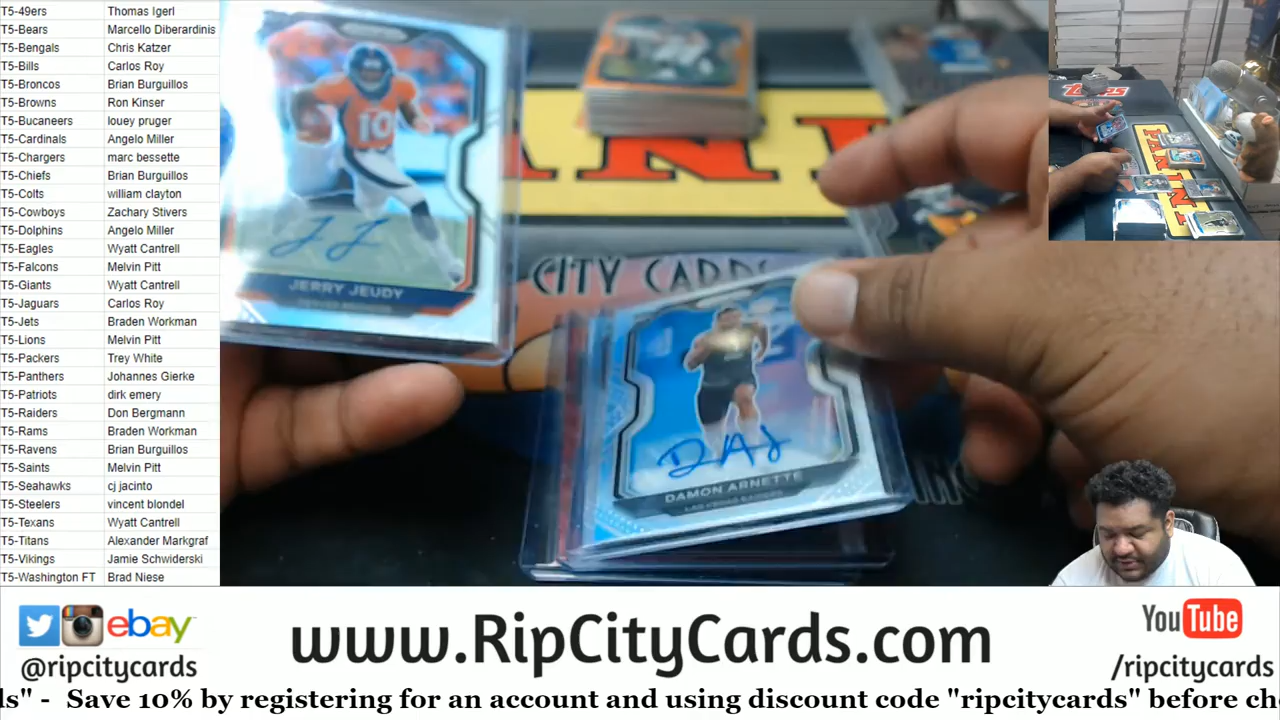 T5-49ers Thomas Igerl
T5-Bears Marcello Diberardinis
T5-Bengals Chris Katzer
T5-Bills Carlos Roy
T5-Broncos Brian Burguillos
T5-Browns Ron Kinser
T5-Bucaneers louey pruger
T5-Cardinals Angelo Miller
T5-Chargers marc bessette
T5-Chiefs Brian Burguillos
T5-Colts william clayton
T5-Cowboys Zachary Stivers
T5-Dolphins Angelo Miller
T5-Eagles Wyatt Cantrell
T5-Falcons Melvin Pitt
T5-Giants Wyatt Cantrell
T5-Jaguars Carlos Roy
T5-Jets Braden Workman
T5-Lions Melvin Pitt
T5-Packers Trey White
T5-Panthers Johannes Gierke
T5-Patriots dirk emery
T5-Raiders Don Bergmann
T5-Rams Braden Workman
T5-Ravens Brian Burguillos
T5-Saints Melvin Pitt
T5-Seahawks cj jacinto
T5-Steelers vincent blondel
T5-Texans Wyatt Cantrell
T5-Titans Alexander Markgraf
T5-Vikings Jamie Schwiderski
T5-Washington FT Brad Niese
10
JJ
JERRY JEUDY
CITY CARDS
DAMON ARNETTE
LAS VEGAS RAIDERS
Topps
PANINI
ebay
@ripcitycards
www.RipCityCards.com
YouTube
/ripcitycards
ds" - Save 10% by registering for an account and using discount code "ripcitycards" before ch